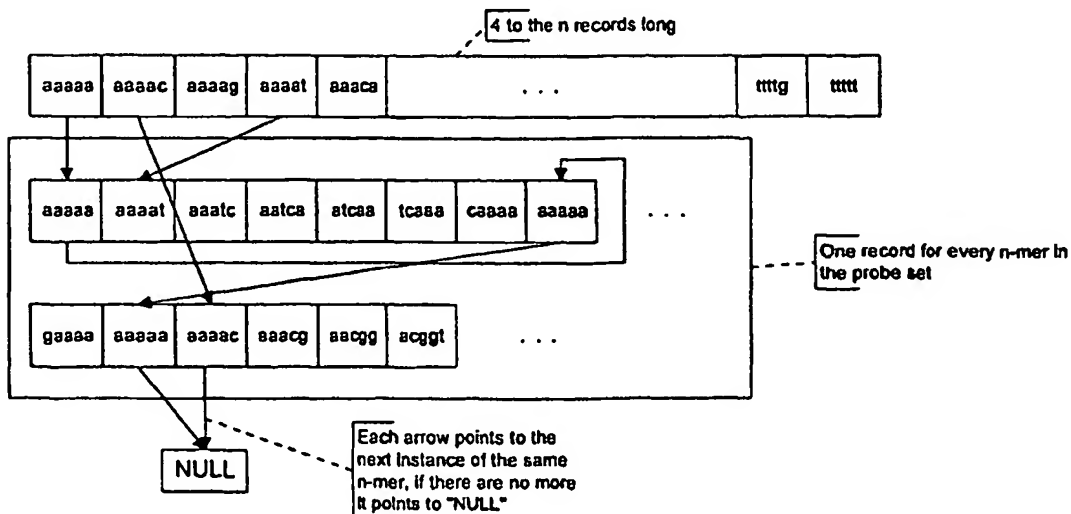 4 to the n records long
aaaaa aaaac aaaag aaaat aaaca . . . ttttg ttttt
aaaaa aaaat aaatc aatca atcaa tcaaa caaaa aaaaa . . .
One record for every n-mer in
the probe set
gaaaa aaaaa aaaac aaacg aacgg acggt . . .
Each arrow points to the
next instance of the same
n-mer, if there are no more
it points to "NULL"
NULL